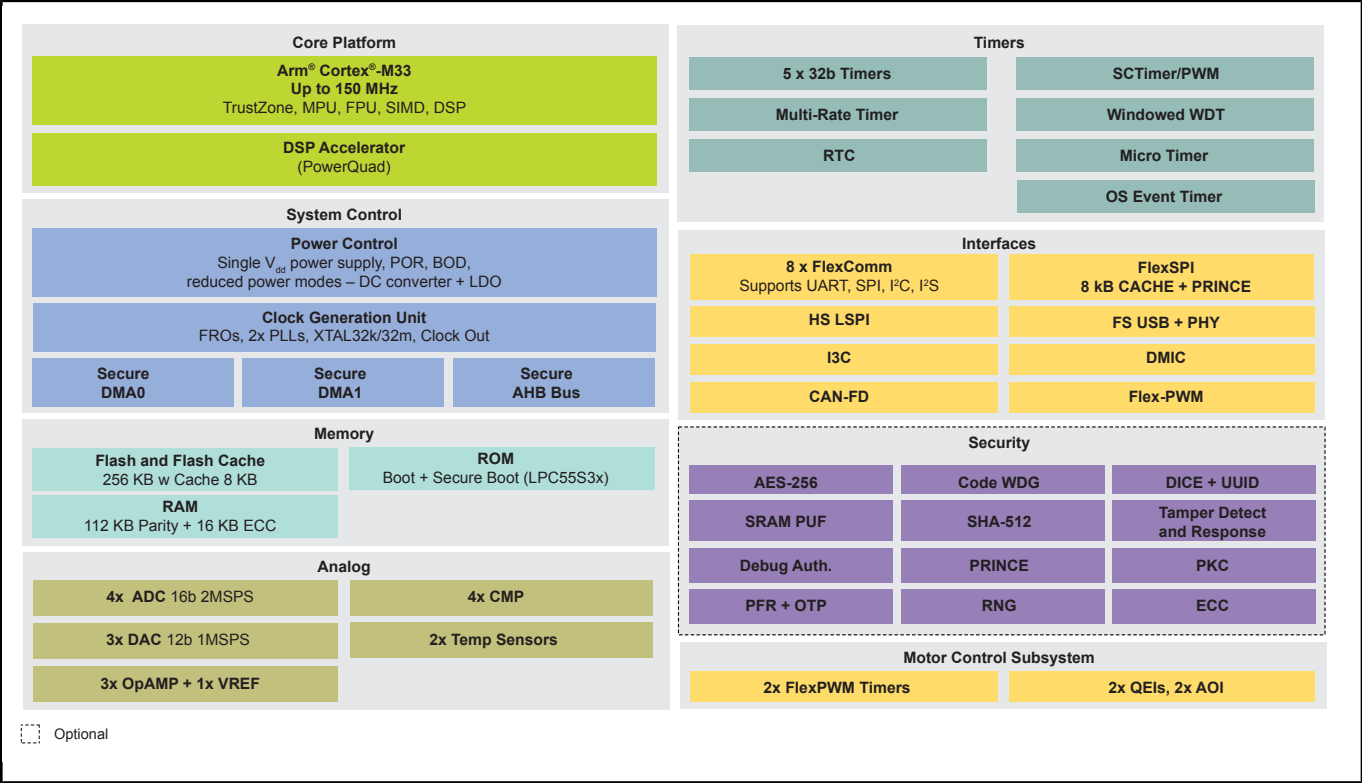 Core Platform
Arm® Cortex®-M33
Up to 150 MHz
TrustZone, MPU, FPU, SIMD, DSP
DSP Accelerator
(PowerQuad)
System Control
Power Control
Single Vdd power supply, POR, BOD,
reduced power modes – DC converter + LDO
Clock Generation Unit
FROs, 2x PLLs, XTAL32k/32m, Clock Out
Secure
DMA0
Secure
DMA1
Secure
AHB Bus
Memory
Flash and Flash Cache
256 KB w Cache 8 KB
ROM
Boot + Secure Boot (LPC55S3x)
RAM
112 KB Parity + 16 KB ECC
Analog
4x ADC 16b 2MSPS
4x CMP
3x DAC 12b 1MSPS
2x Temp Sensors
3x OpAMP + 1x VREF
Optional
Timers
5 x 32b Timers
SCTimer/PWM
Multi-Rate Timer
Windowed WDT
RTC
Micro Timer
OS Event Timer
Interfaces
8 x FlexComm
Supports UART, SPI, I²C, I²S
FlexSPI
8 kB CACHE + PRINCE
HS LSPI
FS USB + PHY
I3C
DMIC
CAN-FD
Flex-PWM
Security
AES-256
Code WDG
DICE + UUID
SRAM PUF
SHA-512
Tamper Detect
and Response
Debug Auth.
PRINCE
PKC
PFR + OTP
RNG
ECC
Motor Control Subsystem
2x FlexPWM Timers
2x QEIs, 2x AOI